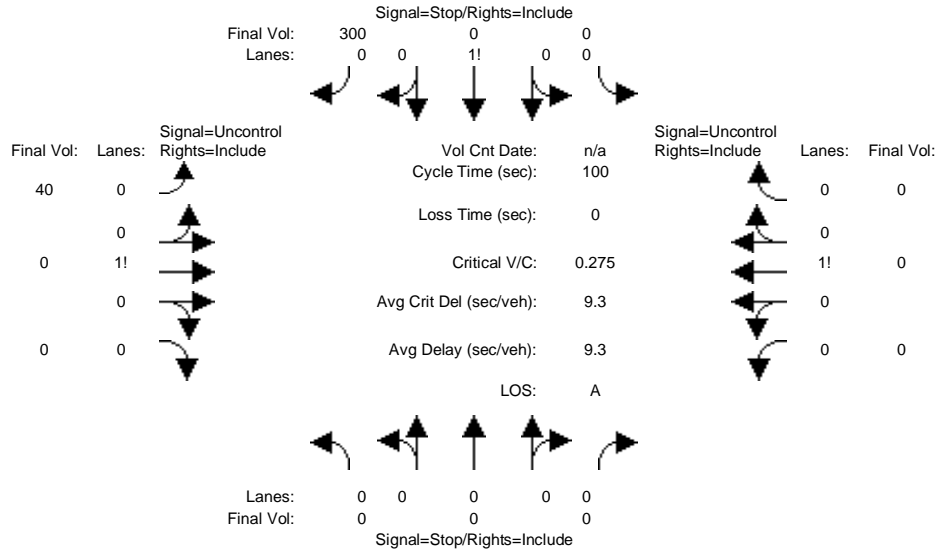 Signal=Stop/Rights=Include
Final Vol: 300 0 0
Lanes: 0 0 1! 0 0
Signal=Uncontrol Signal=Uncontrol
Final Vol: Lanes: Rights=Include Vol Cnt Date: n/a Rights=Include Lanes: Final Vol:
Cycle Time (sec): 100
40 0 0 0
Loss Time (sec): 0
0 0
0 1! Critical V/C: 0.275 1! 0
0 Avg Crit Del (sec/veh): 9.3 0
0 0 Avg Delay (sec/veh): 9.3 0 0
LOS: A
Lanes: 0 0 0 0 0
Final Vol: 0 0 0
Signal=Stop/Rights=Include